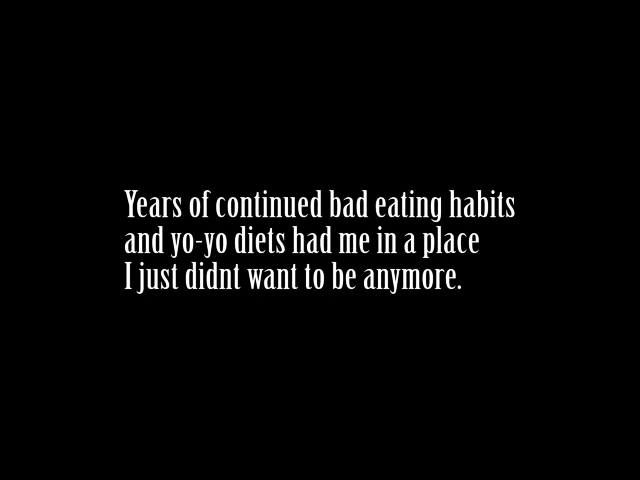 Years of continued bad eating habits
and yo-yo diets had me in a place
I just didnt want to be anymore.